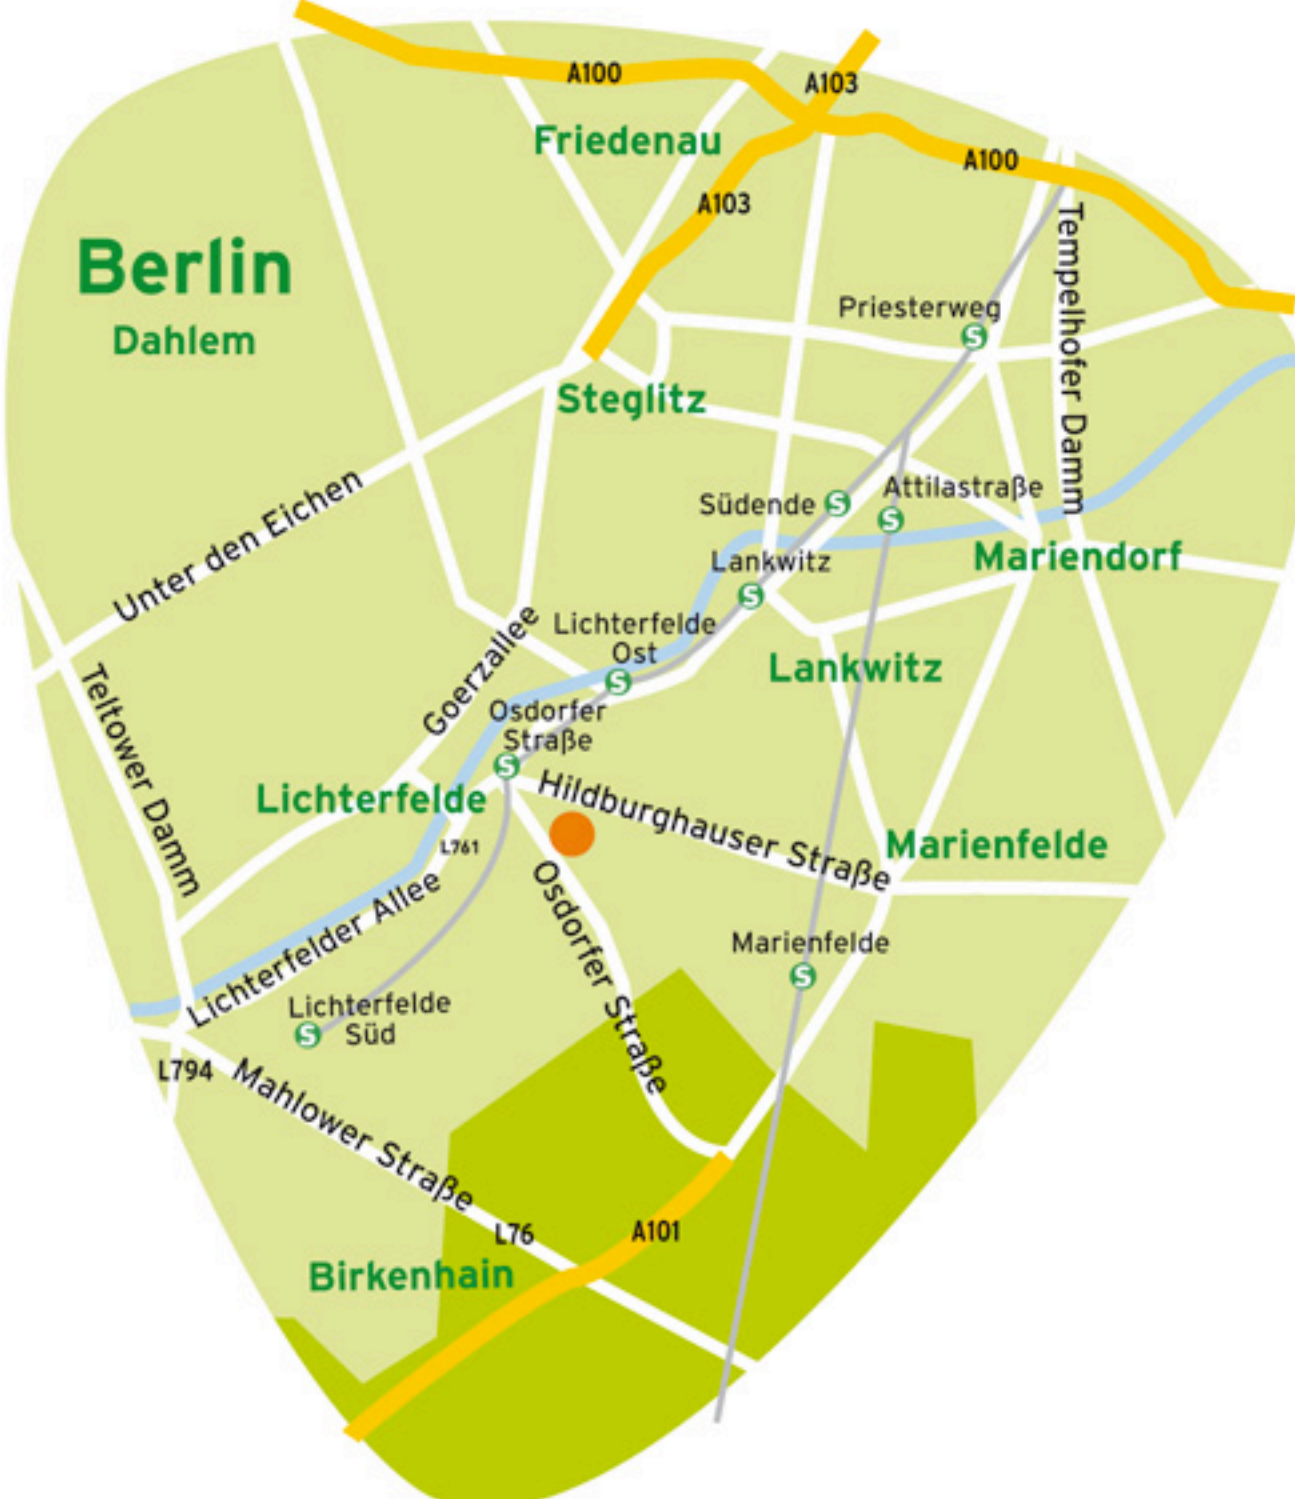 A100
A103
Friedenau
A100
A103
Berlin
Dahlem
Tempelhofer Damm
Priesterweg
S
Steglitz
Unter den Eichen
Südende S
Attilastraße
S
Mariendorf
Lankwitz
S
Lichterfelde
Ost
S
Lankwitz
Goerzallee
Teltower Damm
Osdorfer
Straße
S
Lichterfelde
Hildburghauser Straße
L761
Marienfelde
Osdorfer Straße
Lichterfelder Allee
Marienfelde
S
Lichterfelde
Süd
S
L794
Mahlower Straße
L76
A101
Birkenhain